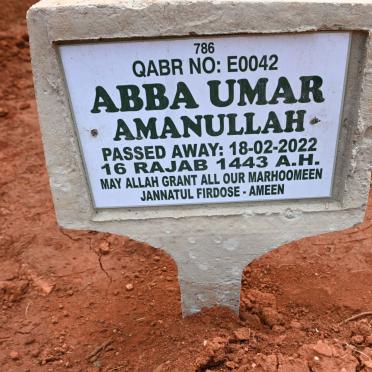 786
QABR NO: E0042
ABBA UMAR
AMANULLAH
PASSED AWAY: 18-02-2022
16 RAJAB 1443 A.H.
MAY ALLAH GRANT ALL OUR MARHOOMEEN
JANNATUL FIRDOSE - AMEEN